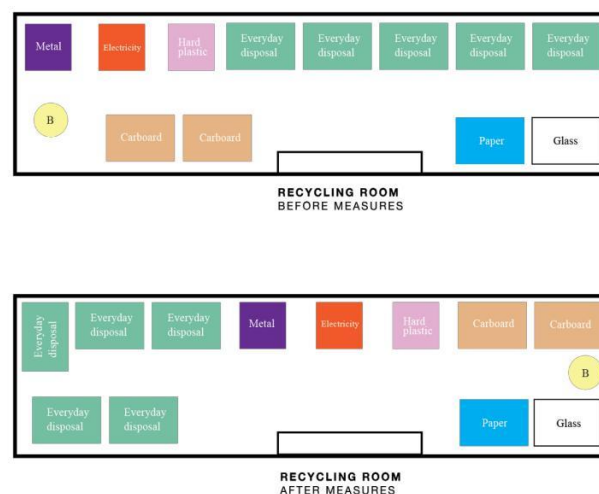 Metal
Electricity
Hard
plastic
Everyday
disposal
Everyday
disposal
Everyday
disposal
Everyday
disposal
Everyday
disposal
B
Carboard
Carboard
Paper
Glass
RECYCLING ROOM
BEFORE MEASURES
Everyday
disposal
Everyday
disposal
Everyday
disposal
Metal
Electricity
Hard
plastic
Carboard
Carboard
B
Everyday
disposal
Everyday
disposal
Paper
Glass
RECYCLING ROOM
AFTER MEASURES